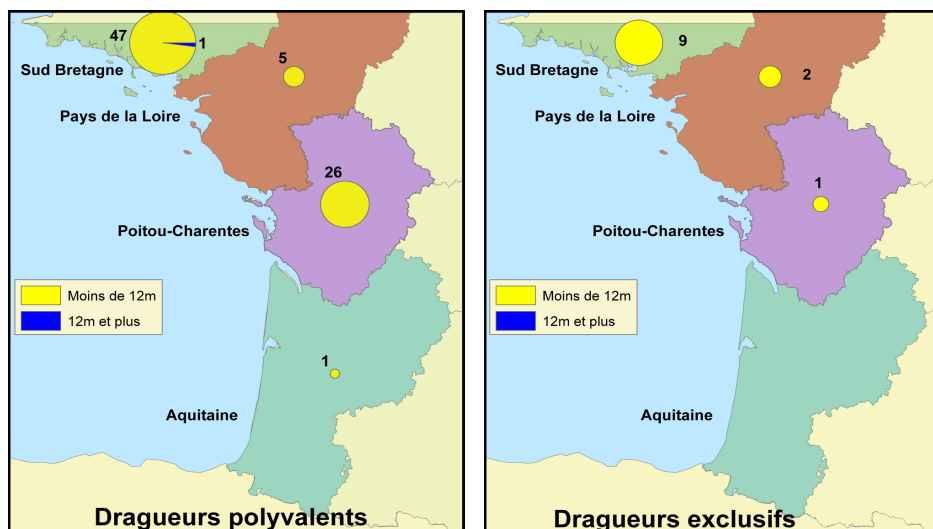 47
1
5
Sud Bretagne
Pays de la Loire
26
Poitou-Charentes
Moins de 12m
12m et plus
1
Aquitaine
Dragueurs polyvalents
9
2
Sud Bretagne
Pays de la Loire
1
Poitou-Charentes
Moins de 12m
12m et plus
Aquitaine
Dragueurs exclusifs